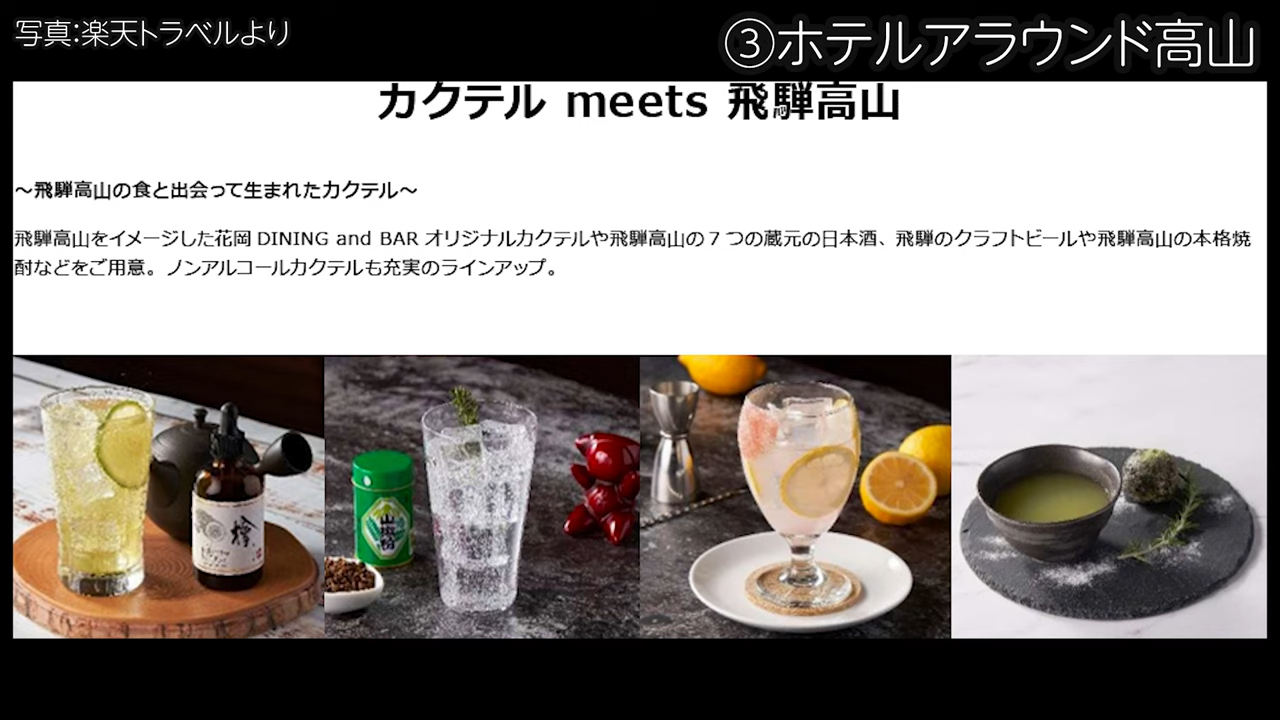 写真:楽天トラベルより
③ホテルアラウンド高山
カクテル meets 飛騨高山
～飛騨高山の食と出会って生まれたカクテル～
飛騨高山をイメージした花岡 DINING and BAR オリジナルカクテルや飛騨高山の７つの蔵元の日本酒、飛騨のクラフトビールや飛騨高山の本格焼
酎などをご用意。ノンアルコールカクテルも充実のラインアップ。
檜
山椒粉